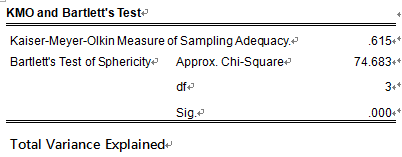 KMO and Bartlett's Test
Kaiser-Meyer-Olkin Measure of Sampling Adequacy. .615
Bartlett's Test of Sphericity Approx. Chi-Square 74.683
df 3
Sig. .000
Total Variance Explained